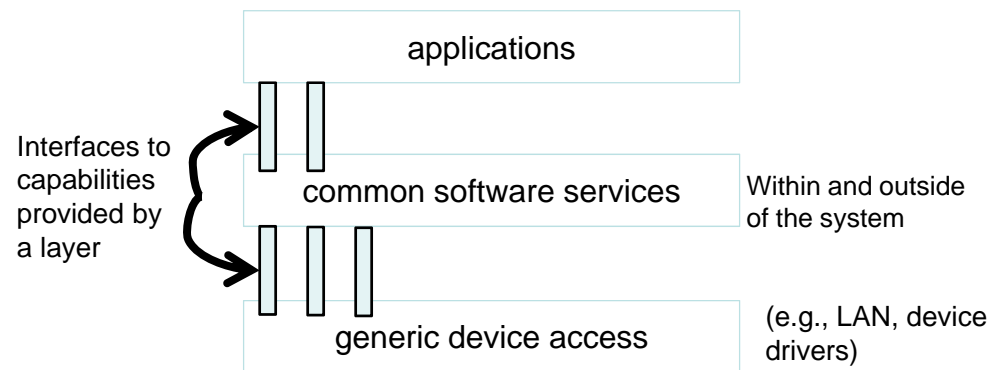 applications
Interfaces to
capabilities
provided by
a layer
common software services
Within and outside
of the system
generic device access
(e.g., LAN, device
drivers)